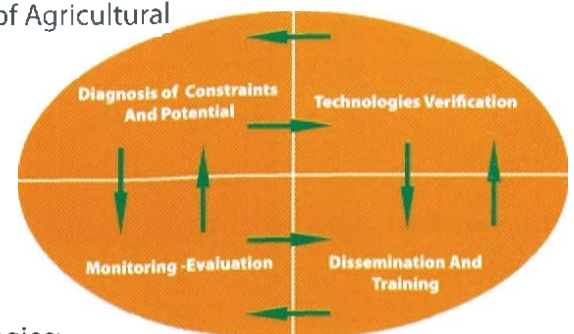 of Agricultural
Diagnosis of Constraints
And Potential
Technologies Verification
Monitoring -Evaluation
Dissemination And
Training